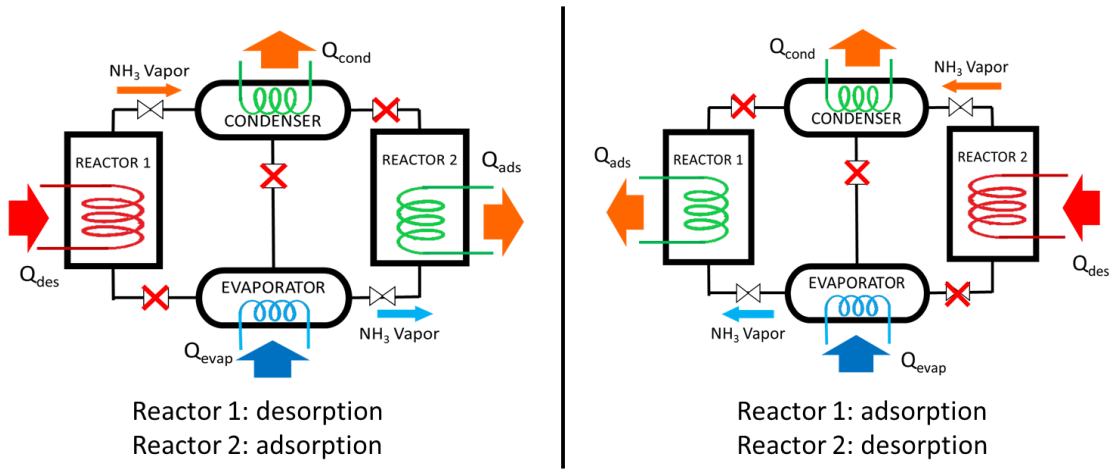 Qcond
NH₃ Vapor
CONDENSER
REACTOR 1
REACTOR 2
Qads
Qdes
EVAPORATOR
NH₃ Vapor
Qevap
Reactor 1: desorption
Reactor 2: adsorption
Qcond
NH₃ Vapor
CONDENSER
Qads
REACTOR 1
REACTOR 2
Qdes
EVAPORATOR
NH₃ Vapor
Qevap
Reactor 1: adsorption
Reactor 2: desorption